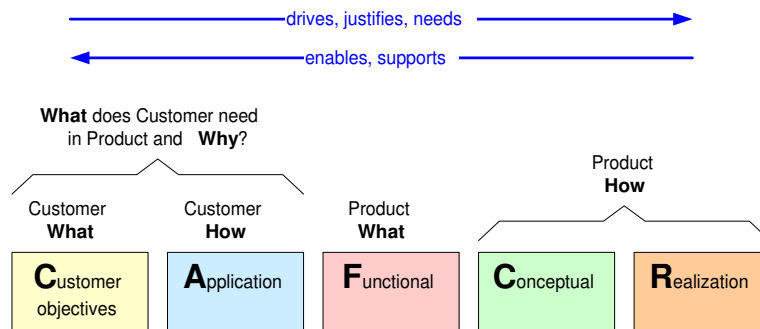 drives, justifies, needs
enables, supports
What does Customer need
in Product and Why?
Product
How
Customer
What
Customer
How
Product
What
Customer
objectives
Application
Functional
Conceptual
Realization